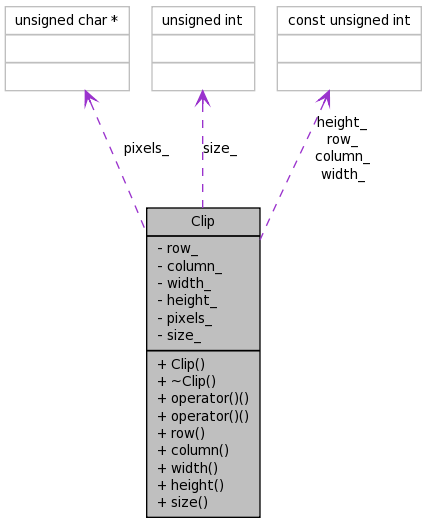 unsigned char *
unsigned int
const unsigned int
pixels_
size_
height_
row_
column_
width_
Clip
- row_
- column_
- width_
- height_
- pixels_
- size_
+ Clip()
+ ~Clip()
+ operator()()
+ operator()()
+ row()
+ column()
+ width()
+ height()
+ size()